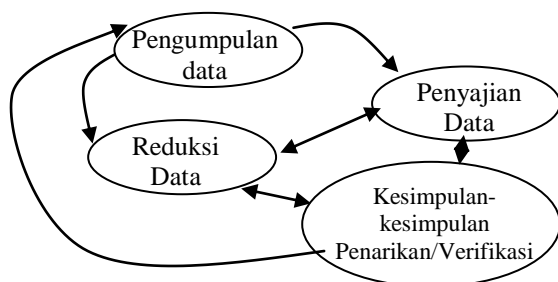 Pengumpulan
data
Penyajian
Data
Reduksi
Data
Kesimpulan-
kesimpulan
Penarikan/Verifikasi